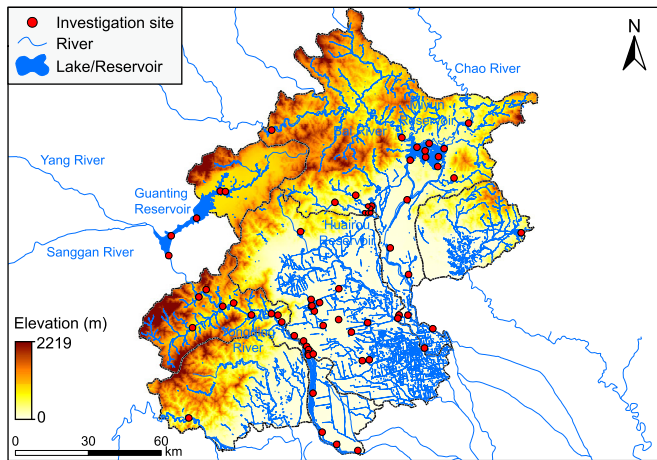 Investigation site
River
Lake/Reservoir
N
Chao River
Miyun
Reservoir
Bai River
Yang River
Guanting
Reservoir
Huairou
Reservoir
Sanggan River
Elevation (m)
2219
0
River
0 30 60
km